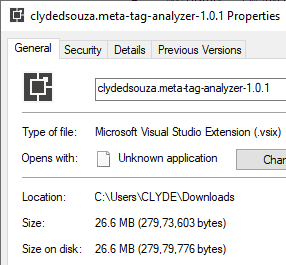 clydedsouza.meta-tag-analyzer-1.0.1 Properties
General Security Details Previous Versions
clydedsouza.meta-tag-analyzer-1.0.1
Type of file: Microsoft Visual Studio Extension (.vsix)
Opens with: Unknown application Char
Location: C:\Users\CLYDE\Downloads
Size: 26.6 MB (279,73,603 bytes)
Size on disk: 26.6 MB (279,79,776 bytes)